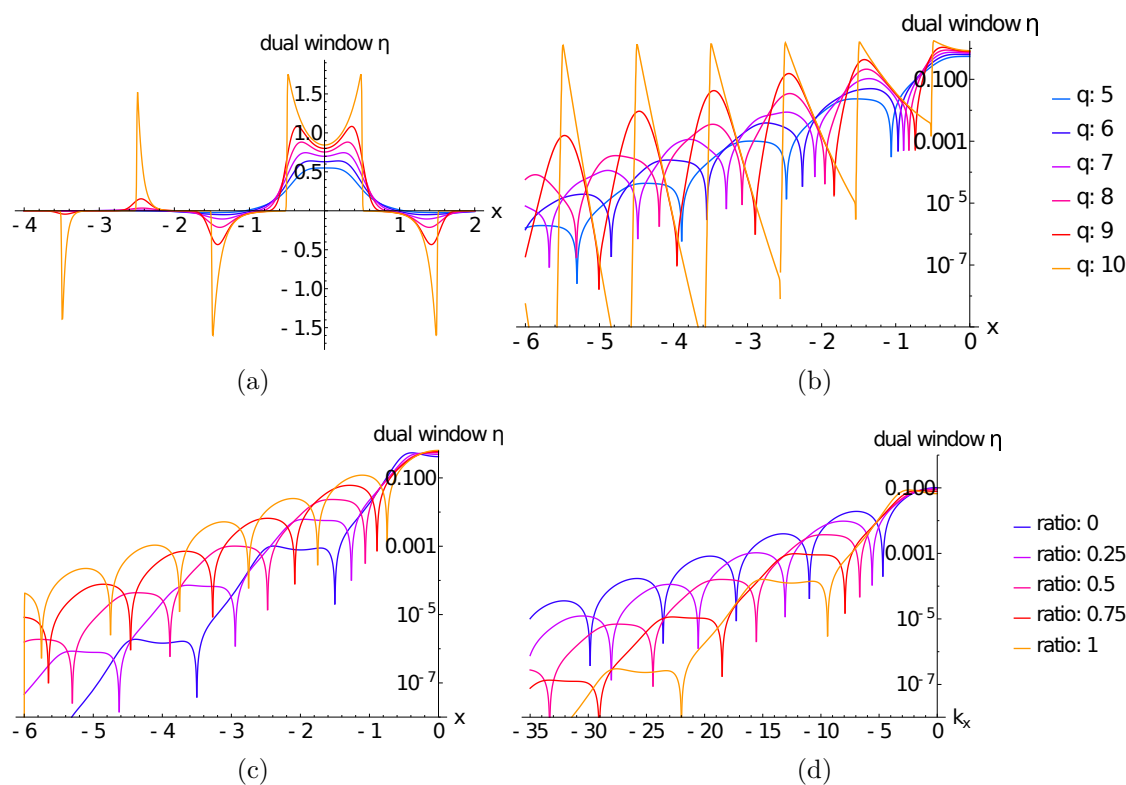 dual window η
1.5
1.0
0.5
- 4 - 3 - 2 - 1 1 2 x
- 0.5
- 1.0
- 1.5
(a)
dual window η
0.100
0.001
10⁻⁵
10⁻⁷
- 6 - 5 - 4 - 3 - 2 - 1 0 x
(b)
q: 5
q: 6
q: 7
q: 8
q: 9
q: 10
dual window η
0.100
0.001
10⁻⁵
10⁻⁷
- 6 - 5 - 4 - 3 - 2 - 1 0 x
(c)
dual window η
0.100
0.001
10⁻⁵
10⁻⁷
- 35 - 30 - 25 - 20 - 15 - 10 - 5 0 kₓ
(d)
ratio: 0
ratio: 0.25
ratio: 0.5
ratio: 0.75
ratio: 1